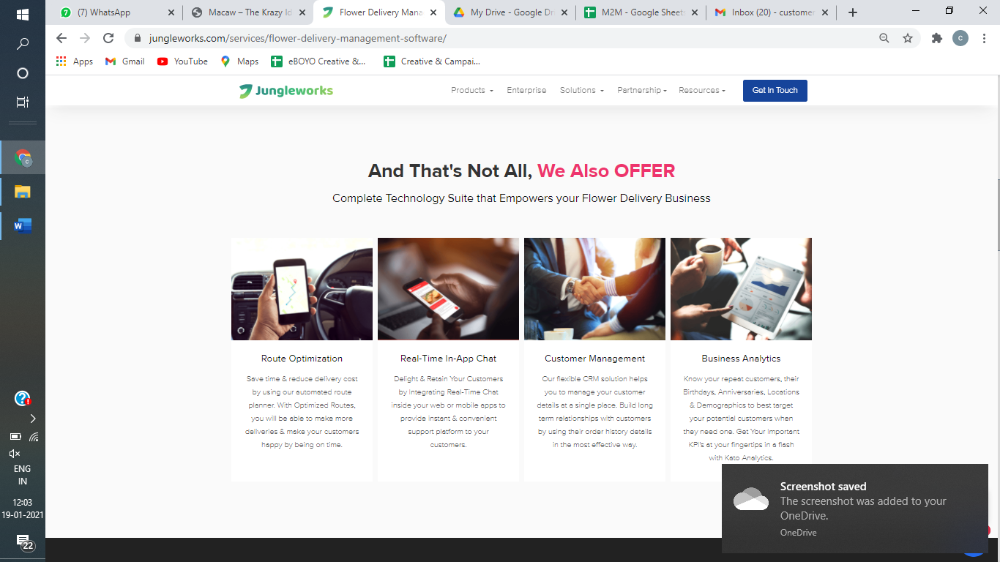 (7) WhatsApp
Macaw – The Krazy Id
Flower Delivery Mana
My Drive - Google Dr
M2M - Google Sheets
Inbox (20) - customer
jungleworks.com/services/flower-delivery-management-software/
c
Apps
Gmail
YouTube
Maps
eBOYO Creative &...
Creative & Campai...
Jungleworks
Products
Enterprise
Solutions
Partnership
Resources
Get In Touch
And That's Not All, We Also OFFER
Complete Technology Suite that Empowers your Flower Delivery Business
Route Optimization
Save time & reduce delivery cost
by using our automated route
planner. With Optimized Routes,
you will be able to make more
deliveries & make your customers
happy by being on time.
Real-Time In-App Chat
Delight & Retain Your Customers
by Integrating Real-Time Chat
inside your web or mobile apps to
provide instant & convenient
support platform to your
customers.
Customer Management
Our flexible CRM solution helps
you to manage your customer
details at a single place. Build long
term relationships with customers
by using their order history details
in the most effective way.
Business Analytics
Know your repeat customers, their
Birthdays, Anniversaries, Locations
& Demographics to best target
your potential customers when
they need one. Get Your Important
KPI's at your fingertips in a flash
with Kato Analytics.
Screenshot saved
The screenshot was added to your
OneDrive.
OneDrive
ENG
IN
12:03
19-01-2021
22